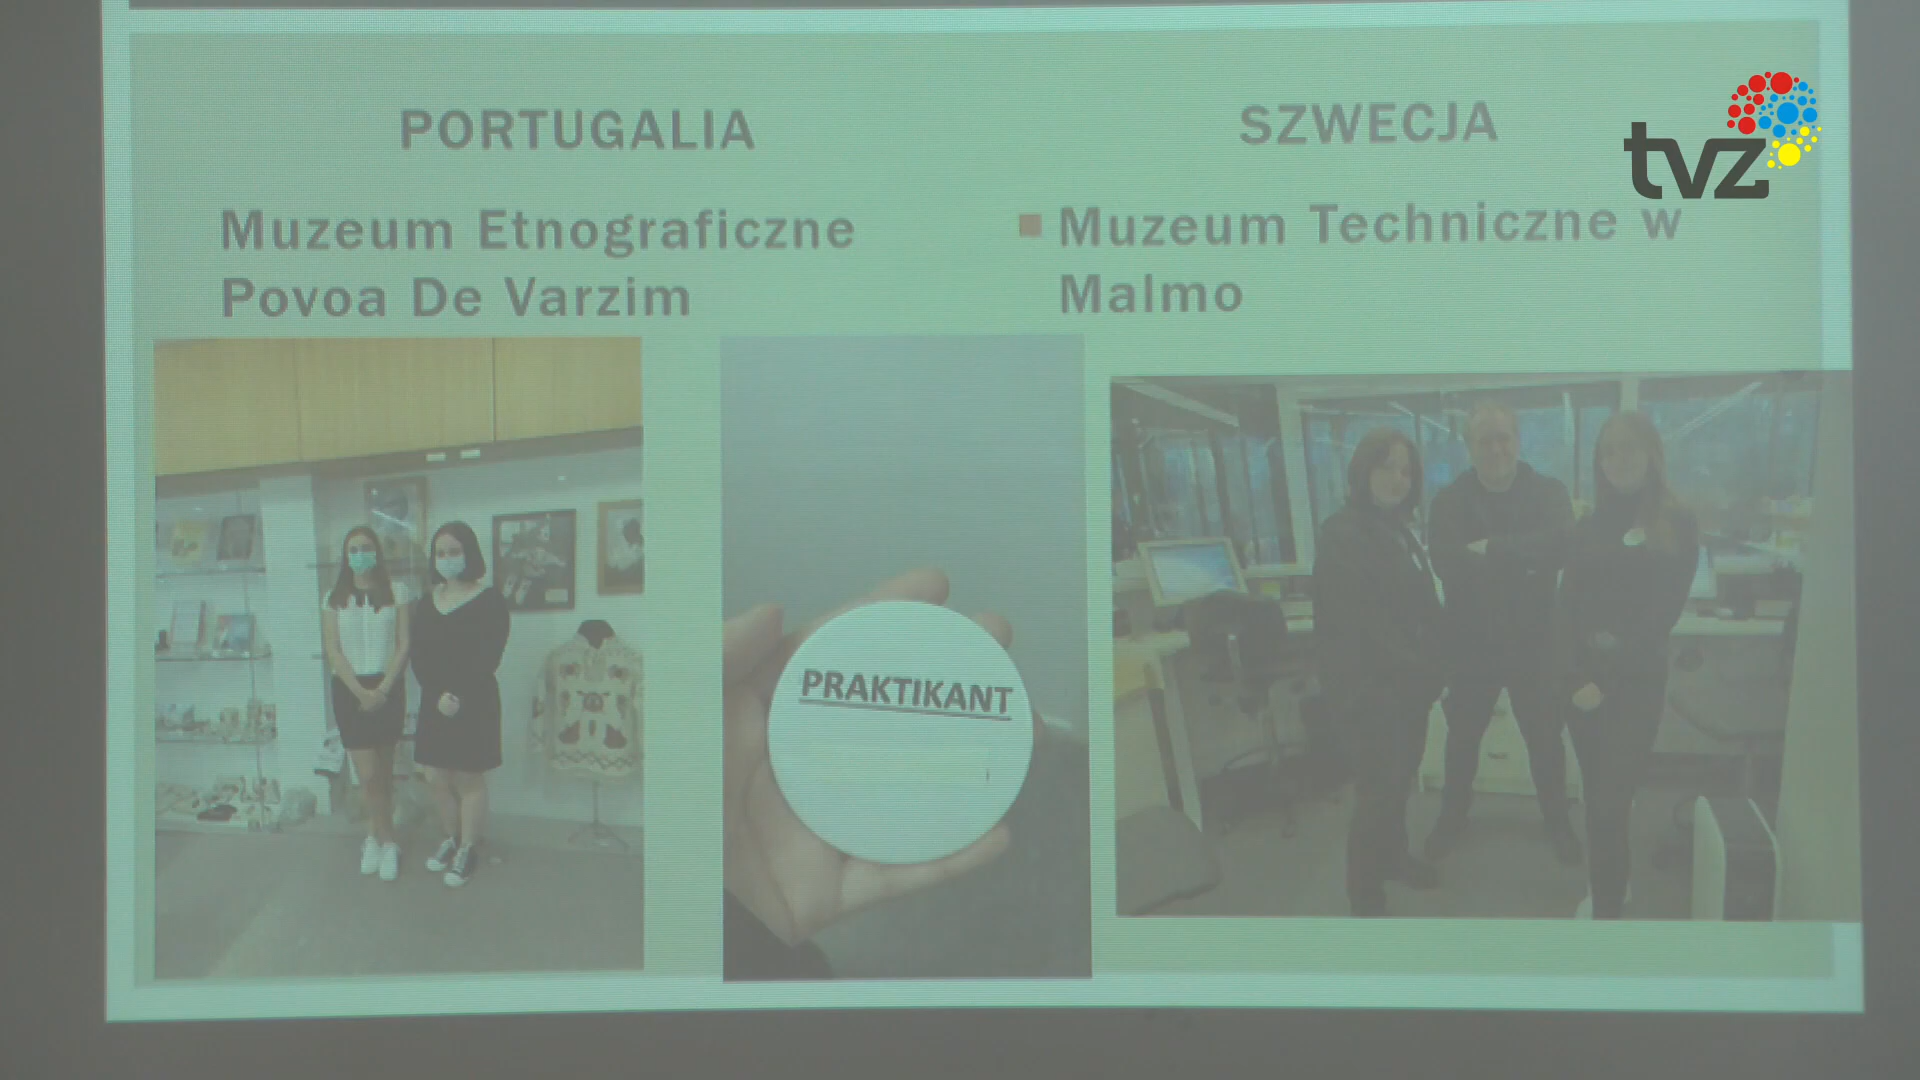 PORTUGALIA
Muzeum Etnograficzne
Povoa De Varzim
SZWECJA
Muzeum Techniczne w
Malmo
PRAKTIKANT
tvz